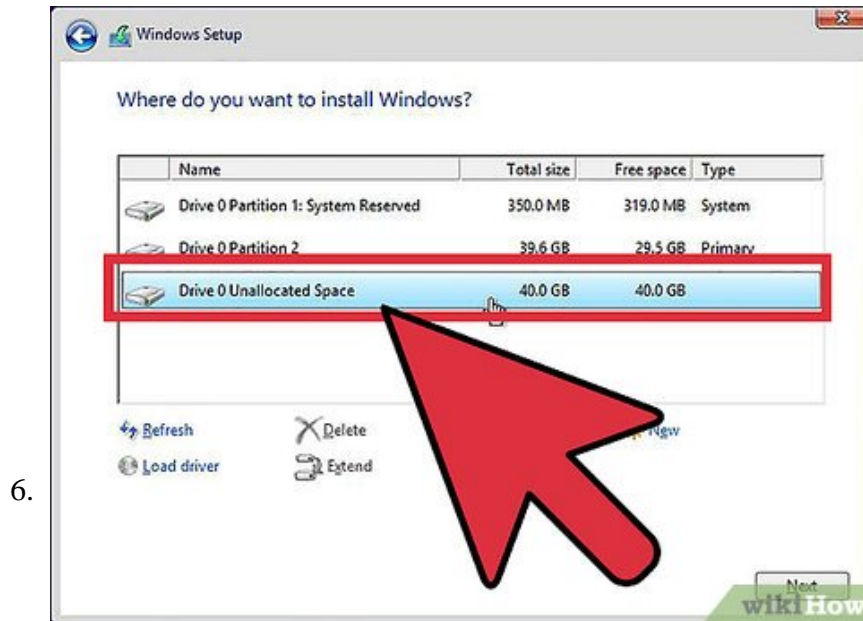 Windows Setup
Where do you want to install Windows?
Name Total size Free space Type
Drive 0 Partition 1: System Reserved 350.0 MB 319.0 MB System
Drive 0 Partition 2 39.6 GB 29.5 GB Primary
Drive 0 Unallocated Space 40.0 GB 40.0 GB
Refresh Delete New
Load driver Extend
6.
Next
wikiHow